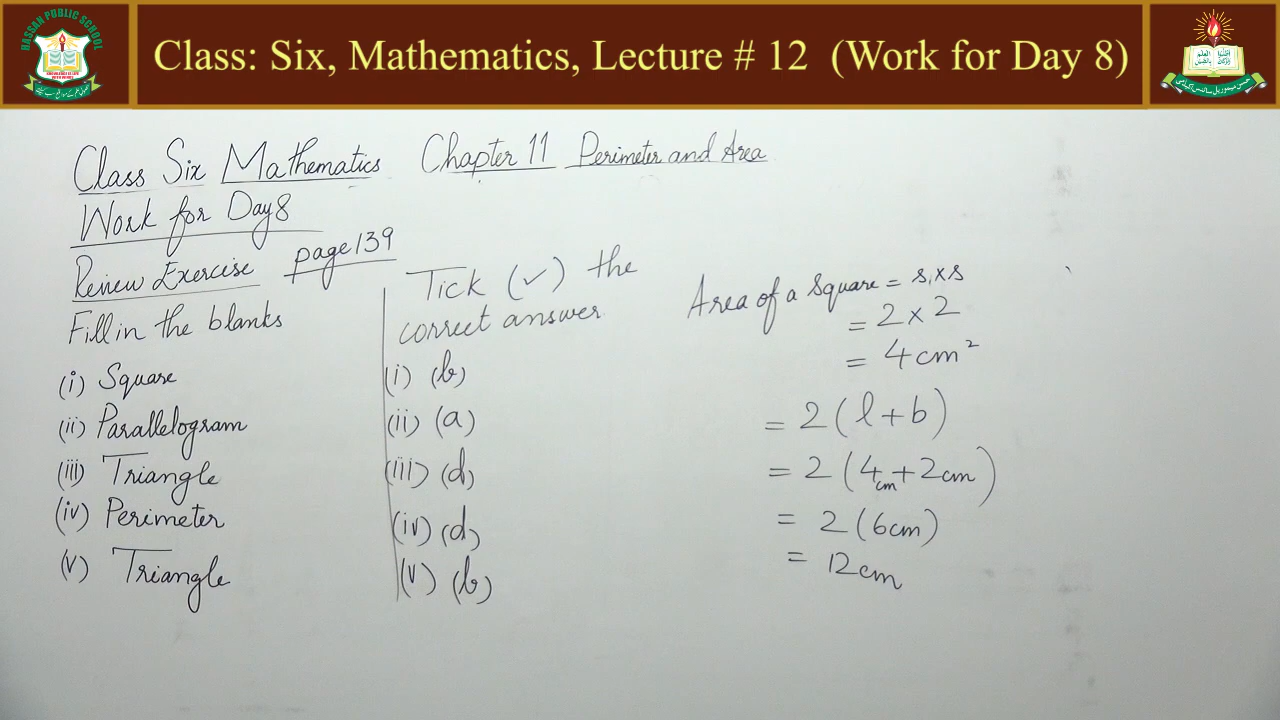 HASSAN PUBLIC SCHOOL
Class: Six, Mathematics, Lecture # 12 (Work for Day 8)
Class Six Mathematics Chapter 11 Perimeter and Area
Work for Day 8
Review Exercise page 139
Fill in the blanks
(i) Square
(ii) Parallelogram
(iii) Triangle
(iv) Perimeter
(v) Triangle
Tick (✓) the
correct answer.
(i) (b)
(ii) (a)
(iii) (d)
(iv) (d)
(v) (b)
Area of a square = s × s
= 2 × 2
= 4cm²
= 2(l+b)
= 2(4cm+2cm)
= 2(6cm)
= 12cm